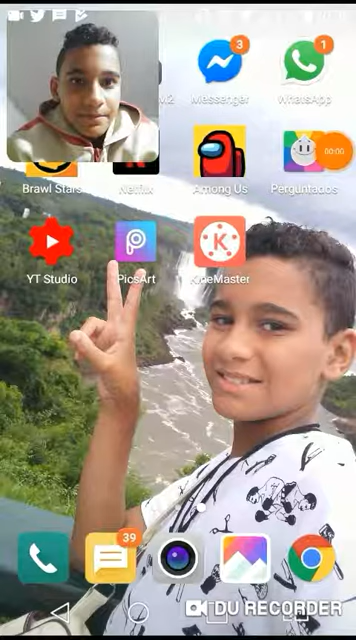 3
1
M2
Messenger
WhatsApp
00:00
Brawl Stars
Netflix
Among Us
Perguntados
YT Studio
PicsArt
KineMaster
39
DU RECORDER